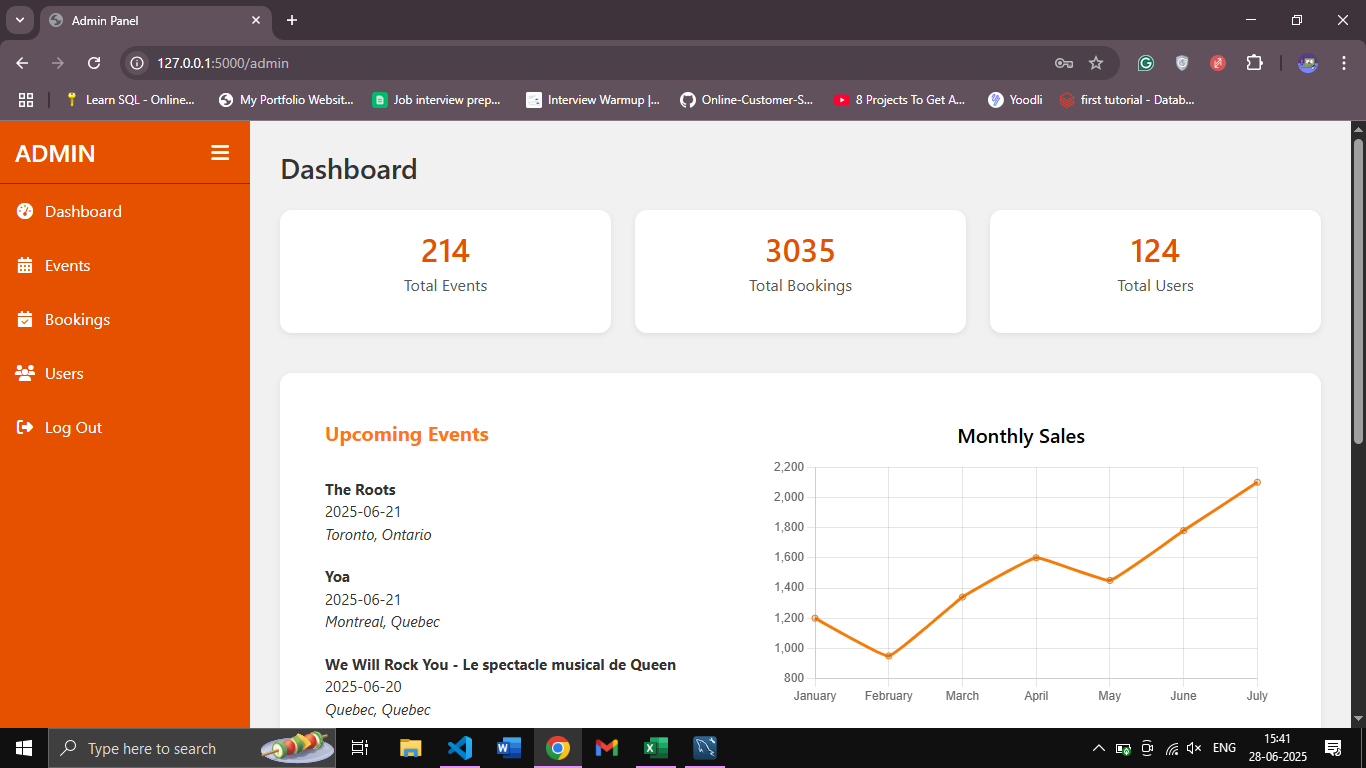 Admin Panel
127.0.0.1:5000/admin
Learn SQL - Online...
My Portfolio Websit...
Job interview prep...
Interview Warmup |...
Online-Customer-S...
8 Projects To Get A...
Yoodli
first tutorial - Datab...
ADMIN
Dashboard
Events
Bookings
Users
Log Out
Dashboard
214
Total Events
3035
Total Bookings
124
Total Users
Upcoming Events
The Roots
2025-06-21
Toronto, Ontario
Yoa
2025-06-21
Montreal, Quebec
We Will Rock You - Le spectacle musical de Queen
2025-06-20
Quebec, Quebec
Monthly Sales
2,200
2,000
1,800
1,600
1,400
1,200
1,000
800
January February March April May June July
Type here to search
ENG
15:41
28-06-2025